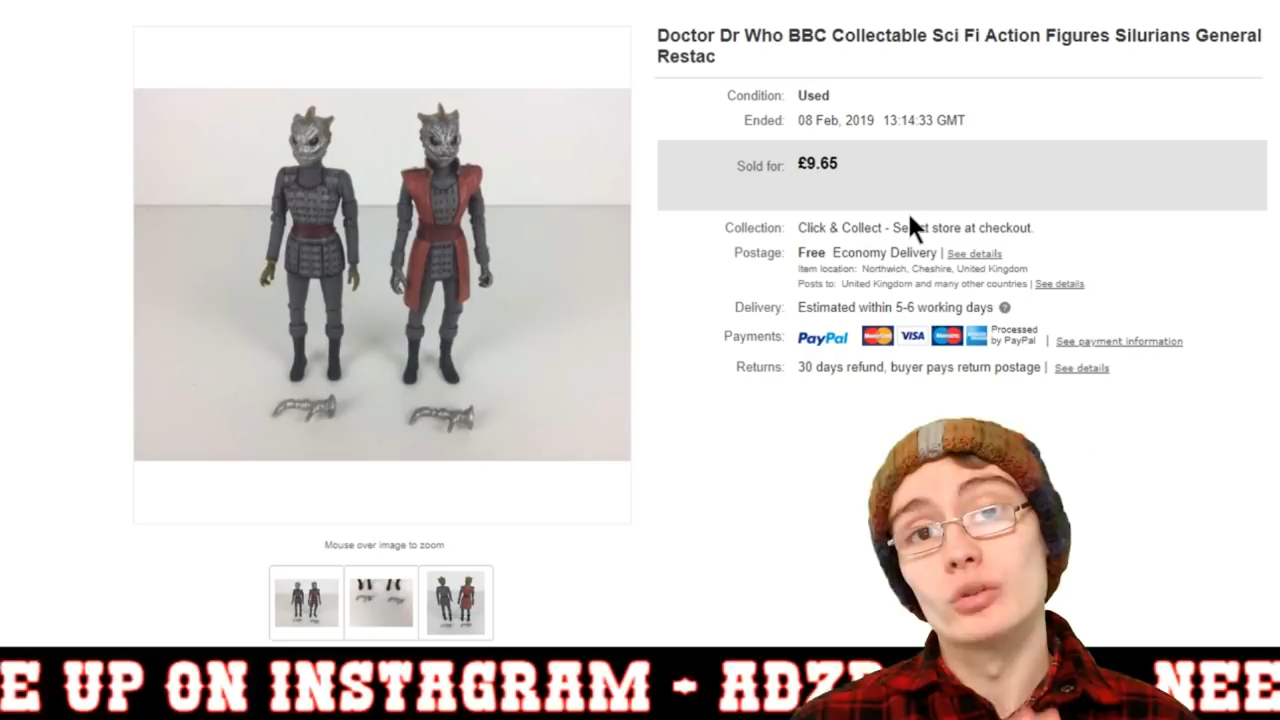 Doctor Dr Who BBC Collectable Sci Fi Action Figures Silurians General
Restac
Condition: Used
Ended: 08 Feb, 2019 13:14:33 GMT
Sold for: £9.65
Collection: Click & Collect - Select store at checkout.
Postage: Free Economy Delivery | See details
Item location: Northwich, Cheshire, United Kingdom
Posts to: United Kingdom and many other countries | See details
Delivery: Estimated within 5-6 working days ?
Payments: PayPal MasterCard VISA Maestro Processed
by PayPal | See payment information
Returns: 30 days refund, buyer pays return postage | See details
Mouse over image to zoom
E UP ON INSTAGRAM - ADZ NEE